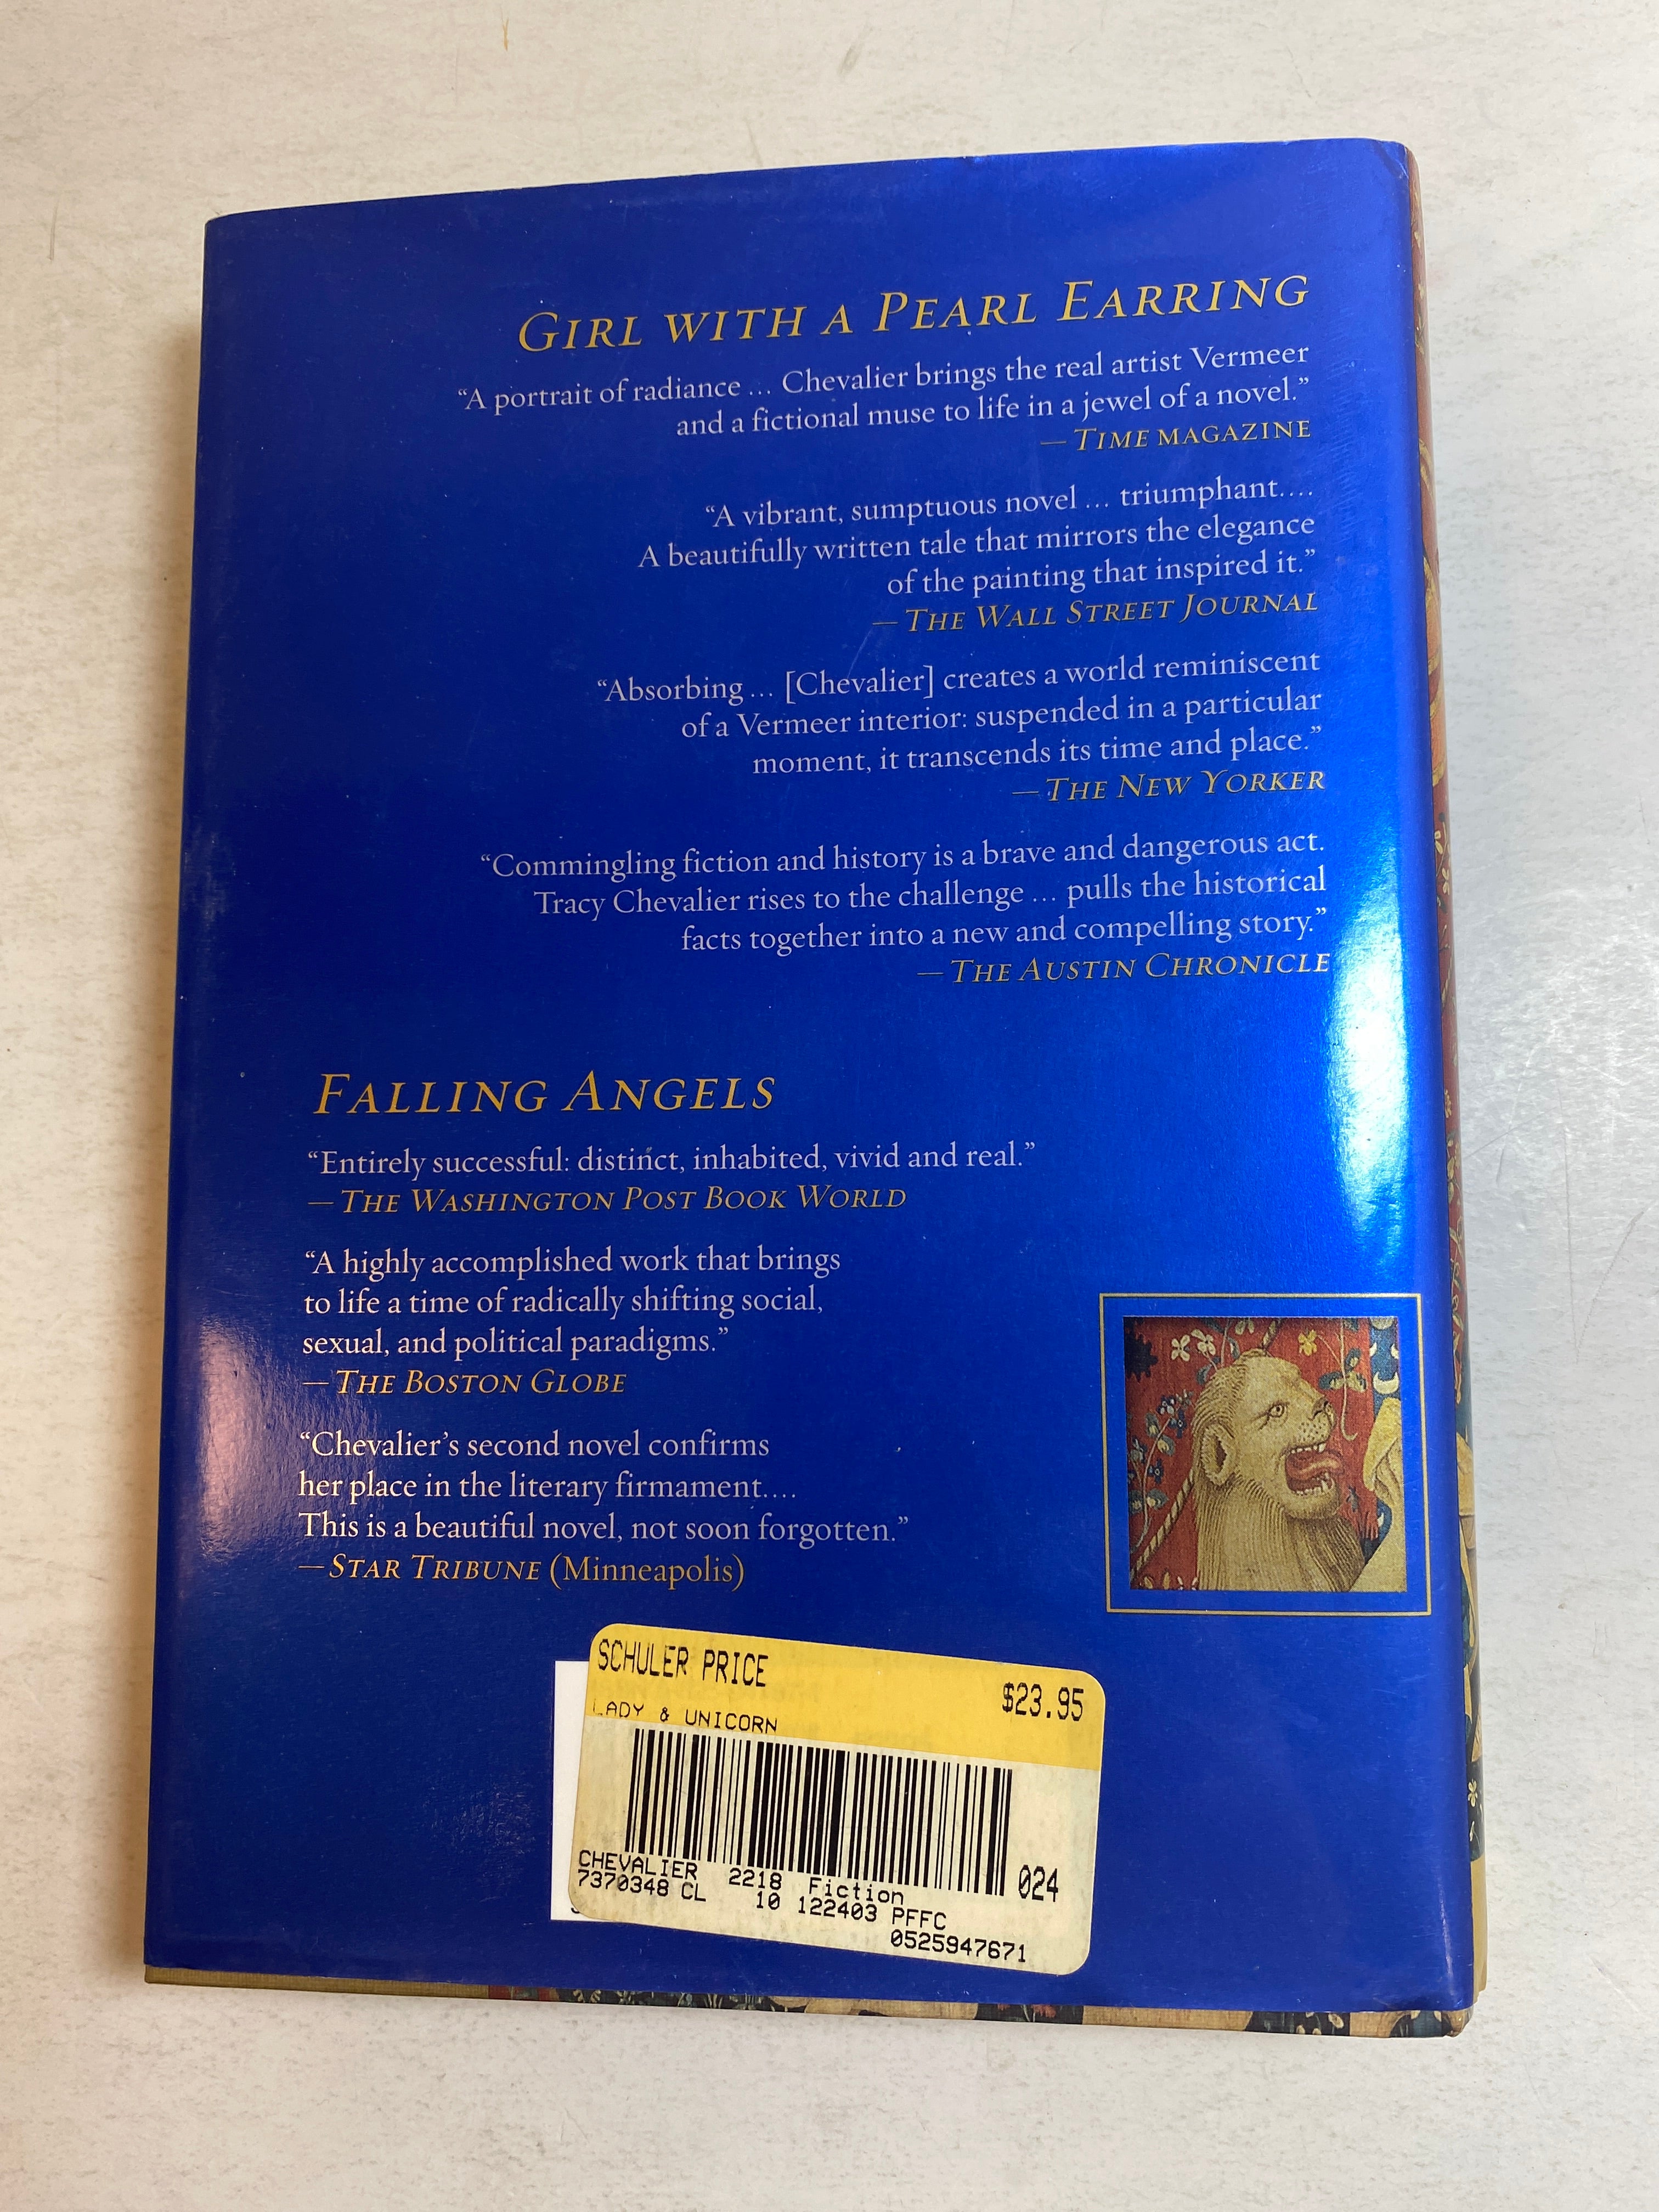 GIRL WITH A PEARL EARRING
“A portrait of radiance ... Chevalier brings the real artist Vermeer
and a fictional muse to life in a jewel of a novel.”
— TIME MAGAZINE
“A vibrant, sumptuous novel ... triumphant....
A beautifully written tale that mirrors the elegance
of the painting that inspired it.”
— THE WALL STREET JOURNAL
“Absorbing ... [Chevalier] creates a world reminiscent
of a Vermeer interior: suspended in a particular
moment, it transcends its time and place.”
— THE NEW YORKER
“Commingling fiction and history is a brave and dangerous act.
Tracy Chevalier rises to the challenge ... pulls the historical
facts together into a new and compelling story.”
— THE AUSTIN CHRONICLE
FALLING ANGELS
“Entirely successful: distinct, inhabited, vivid and real.”
— THE WASHINGTON POST BOOK WORLD
“A highly accomplished work that brings
to life a time of radically shifting social,
sexual, and political paradigms.”
— THE BOSTON GLOBE
“Chevalier’s second novel confirms
her place in the literary firmament....
This is a beautiful novel, not soon forgotten.”
— STAR TRIBUNE (Minneapolis)
SCHULER PRICE $23.95
LADY & UNICORN
024
CHEVALIER 2218 Fiction
7370348 CL 10 122403 PFFC
0525947671